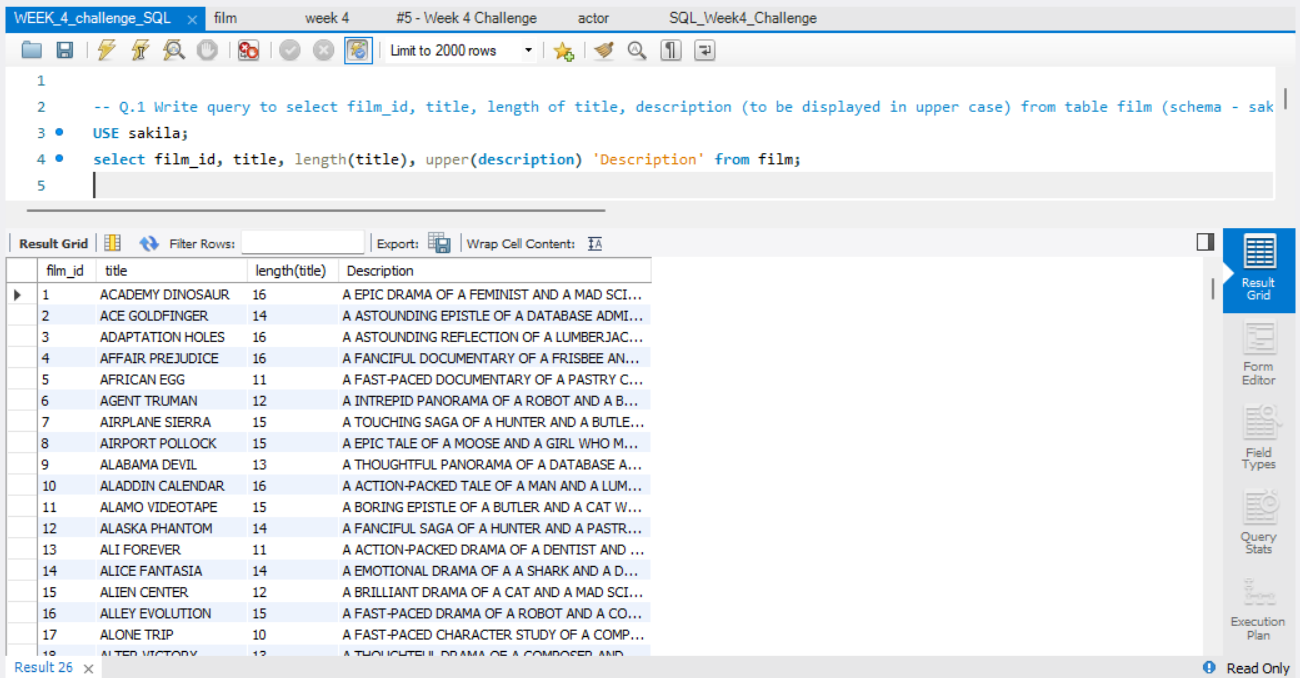 WEEK_4_challenge_SQL × film week 4 #5 - Week 4 Challenge actor SQL_Week4_Challenge
Limit to 2000 rows
1
2 -- Q.1 Write query to select film_id, title, length of title, description (to be displayed in upper case) from table film (schema - sak
3 USE sakila;
4 select film_id, title, length(title), upper(description) 'Description' from film;
5
Result Grid Filter Rows: Export: Wrap Cell Content: IA
film_id title length(title) Description
1 ACADEMY DINOSAUR 16 A EPIC DRAMA OF A FEMINIST AND A MAD SCI...
2 ACE GOLDFINGER 14 A ASTOUNDING EPISTLE OF A DATABASE ADMI...
3 ADAPTATION HOLES 16 A ASTOUNDING REFLECTION OF A LUMBERJAC...
4 AFFAIR PREJUDICE 16 A FANCIFUL DOCUMENTARY OF A FRISBEE AN...
5 AFRICAN EGG 11 A FAST-PACED DOCUMENTARY OF A PASTRY C...
6 AGENT TRUMAN 12 A INTREPID PANORAMA OF A ROBOT AND A B...
7 AIRPLANE SIERRA 15 A TOUCHING SAGA OF A HUNTER AND A BUTLE...
8 AIRPORT POLLOCK 15 A EPIC TALE OF A MOOSE AND A GIRL WHO M...
9 ALABAMA DEVIL 13 A THOUGHTFUL PANORAMA OF A DATABASE A...
10 ALADDIN CALENDAR 16 A ACTION-PACKED TALE OF A MAN AND A LUM...
11 ALAMO VIDEOTAPE 15 A BORING EPISTLE OF A BUTLER AND A CAT W...
12 ALASKA PHANTOM 14 A FANCIFUL SAGA OF A HUNTER AND A PASTR...
13 ALI FOREVER 11 A ACTION-PACKED DRAMA OF A DENTIST AND ...
14 ALICE FANTASIA 14 A EMOTIONAL DRAMA OF A A SHARK AND A D...
15 ALIEN CENTER 12 A BRILLIANT DRAMA OF A CAT AND A MAD SCI...
16 ALLEY EVOLUTION 15 A FAST-PACED DRAMA OF A ROBOT AND A CO...
17 ALONE TRIP 10 A FAST-PACED CHARACTER STUDY OF A COMP...
18 ALTER VICTORY 13 A THOUGHTFUL DRAMA OF A COMPOSER AND
Result
Grid
Form
Editor
Field
Types
Query
Stats
Execution
Plan
Result 26 × Read Only